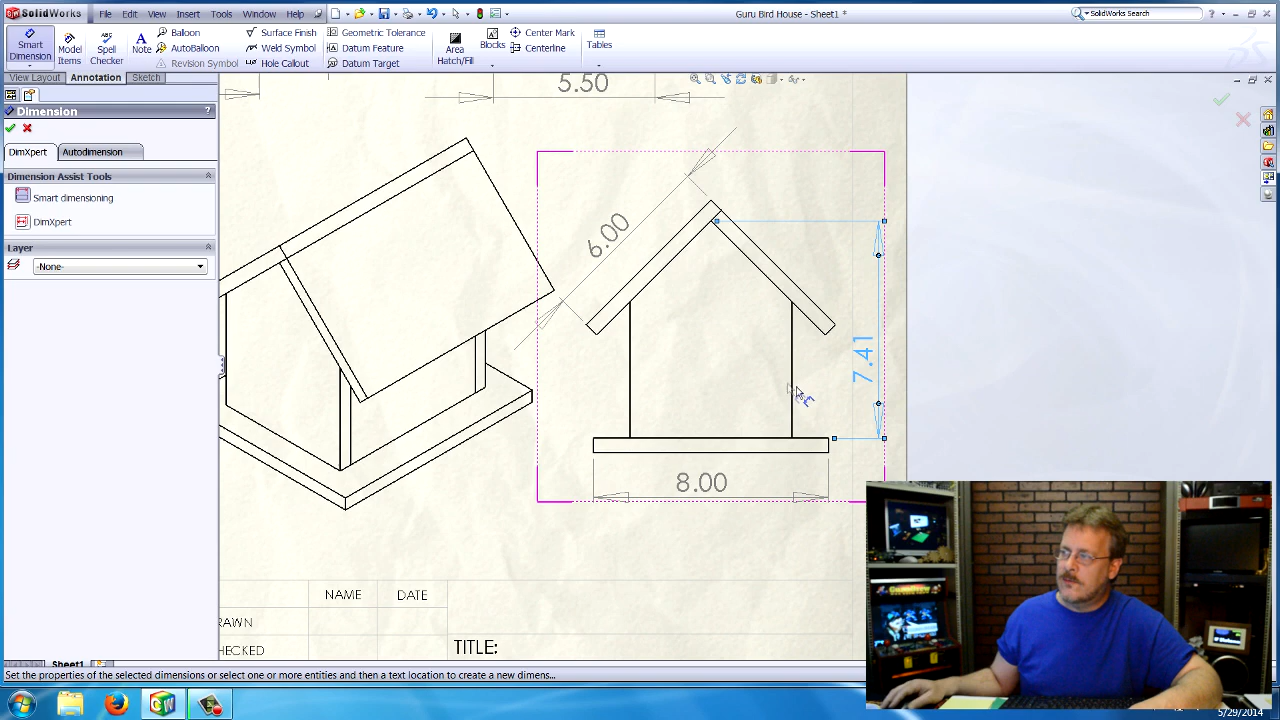 SolidWorks File Edit View Insert Tools Window Help Guru Bird House - Sheet1 * SolidWorks Search
Smart Dimension
Model Items
Spell Checker
Note
Balloon
AutoBalloon
Revision Symbol
Surface Finish
Weld Symbol
Hole Callout
Geometric Tolerance
Datum Feature
Datum Target
Area Hatch/Fill
Blocks
Center Mark
Centerline
Tables
View Layout Annotation Sketch
Dimension ?
DimXpert Autodimension
Dimension Assist Tools
Smart dimensioning
DimXpert
Layer
-None-
5.50
6.00
7.41
8.00
NAME DATE
RAWN
HECKED
TITLE:
Sheet1
Set the properties of the selected dimensions or select one or more entities and then a text location to create a new dimens...
5/29/2014